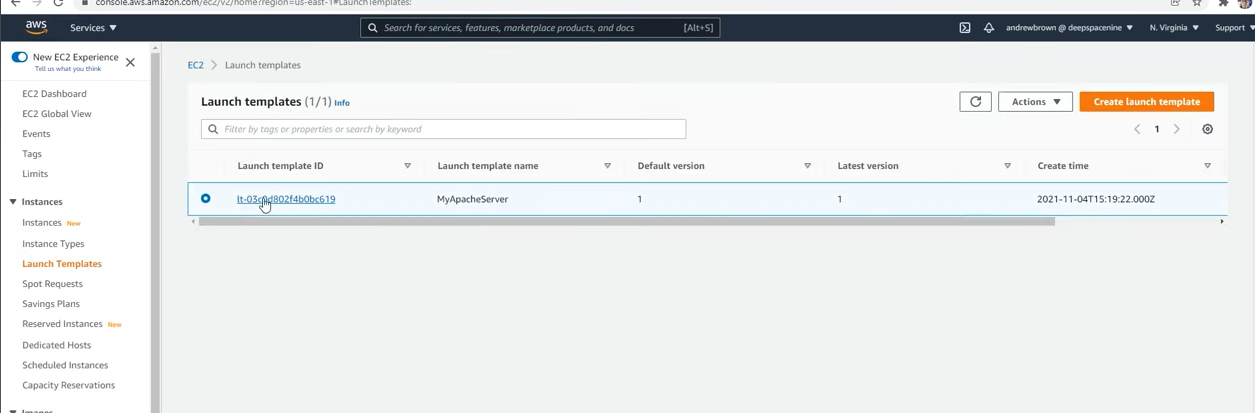 console.aws.amazon.com/ec2/v2/home?region=us-east-1#LaunchTemplates:
aws Services Search for services, features, marketplace products, and docs [Alt+S] andrewbrown @ deepspacenine N. Virginia Support
New EC2 Experience
Tell us what you think
EC2 Dashboard
EC2 Global View
Events
Tags
Limits
Instances
Instances New
Instance Types
Launch Templates
Spot Requests
Savings Plans
Reserved Instances New
Dedicated Hosts
Scheduled Instances
Capacity Reservations
Images
EC2 > Launch templates
Launch templates (1/1) Info
Actions Create launch template
Filter by tags or properties or search by keyword
1
Launch template ID Launch template name Default version Latest version Create time
MyApacheServer 1 1 2021-11-04T15:19:22.000Z